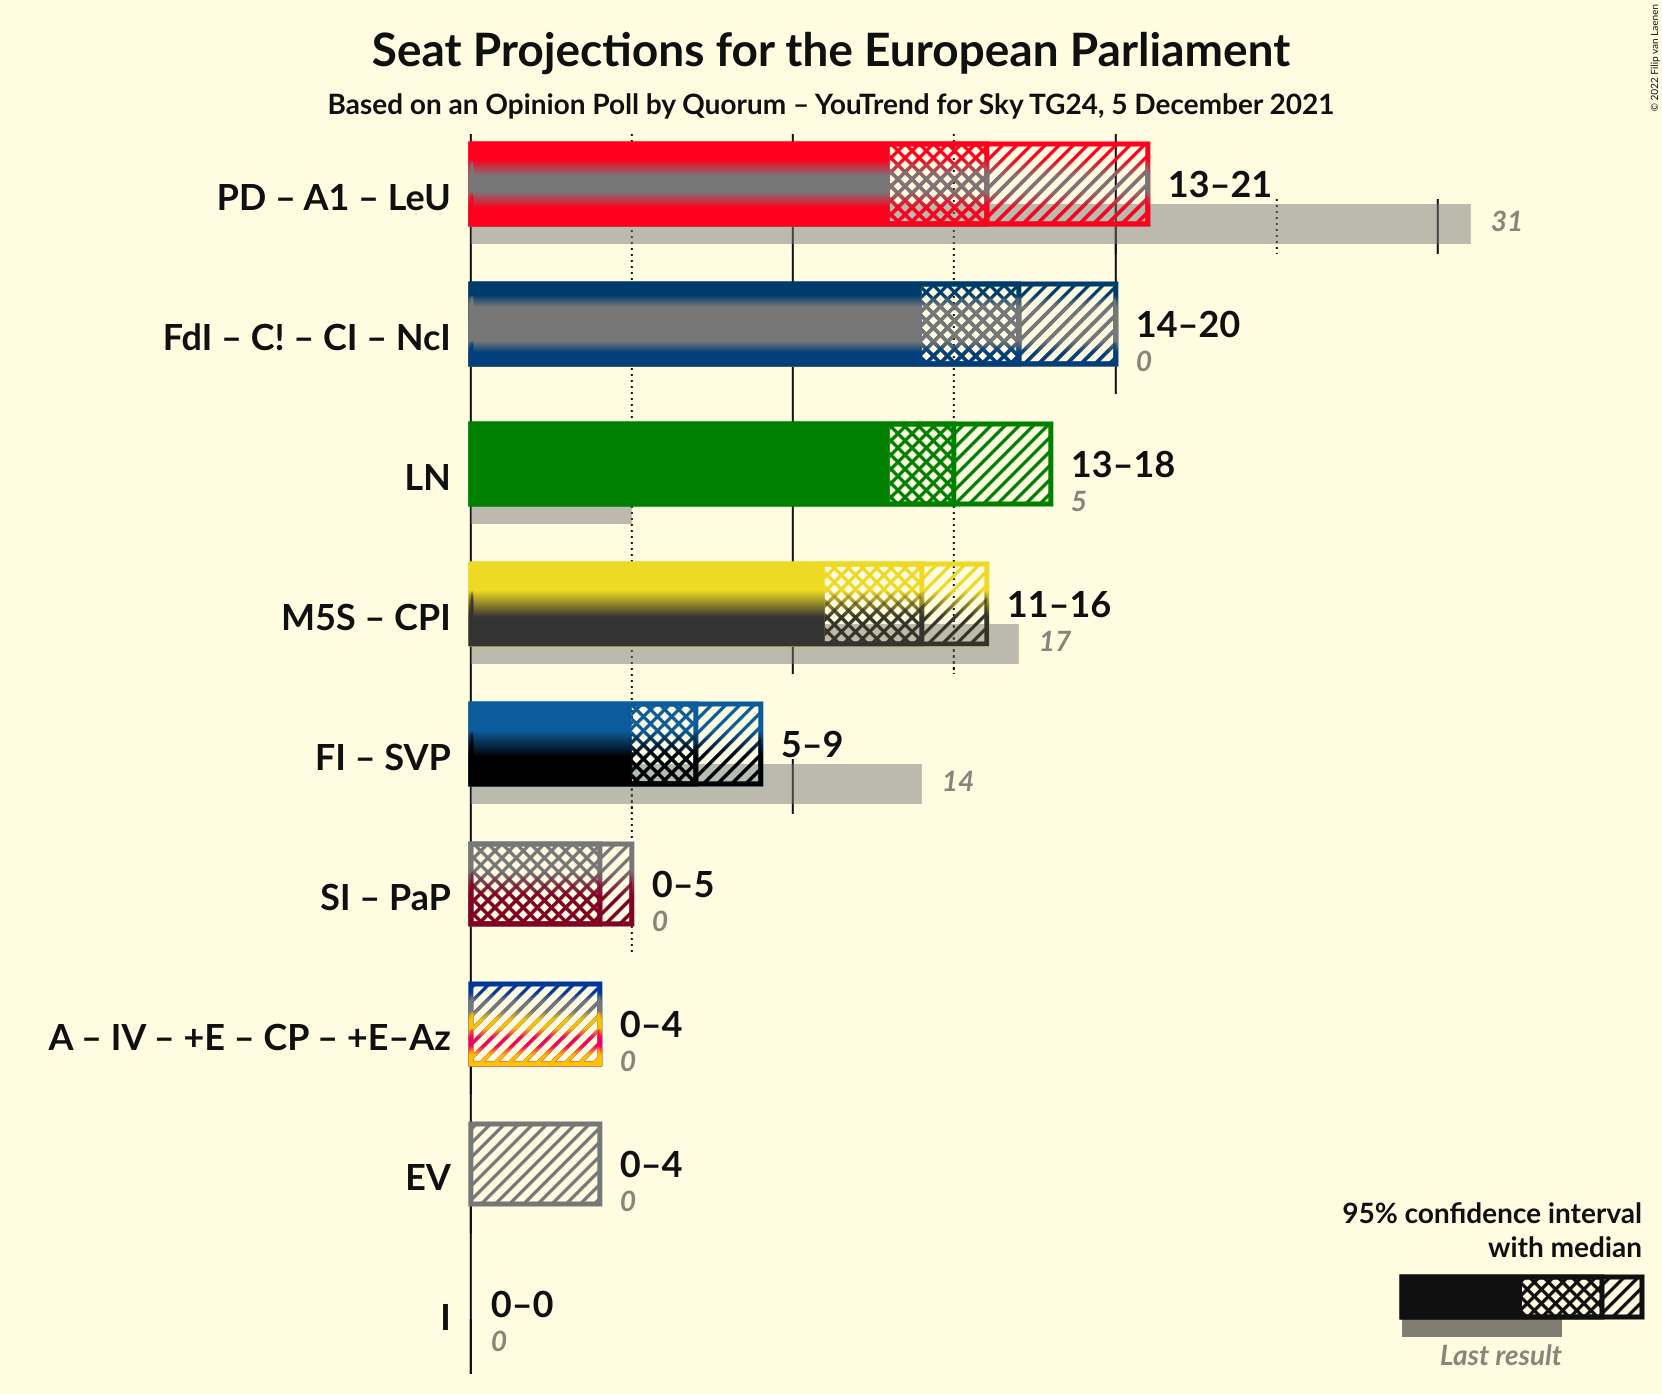 Seat Projections for the European Parliament
Based on an Opinion Poll by Quorum – YouTrend for Sky TG24, 5 December 2021
© 2022 Filip van Laenen
PD – A1 – LeU
13–21
31
FdI – C! – CI – NcI
14–20
0
LN
13–18
5
M5S – CPI
11–16
17
FI – SVP
5–9
14
SI – PaP
0–5
0
A – IV – +E – CP – +E–Az
0–4
0
EV
0–4
0
I
0–0
0
95% confidence interval
with median
Last result